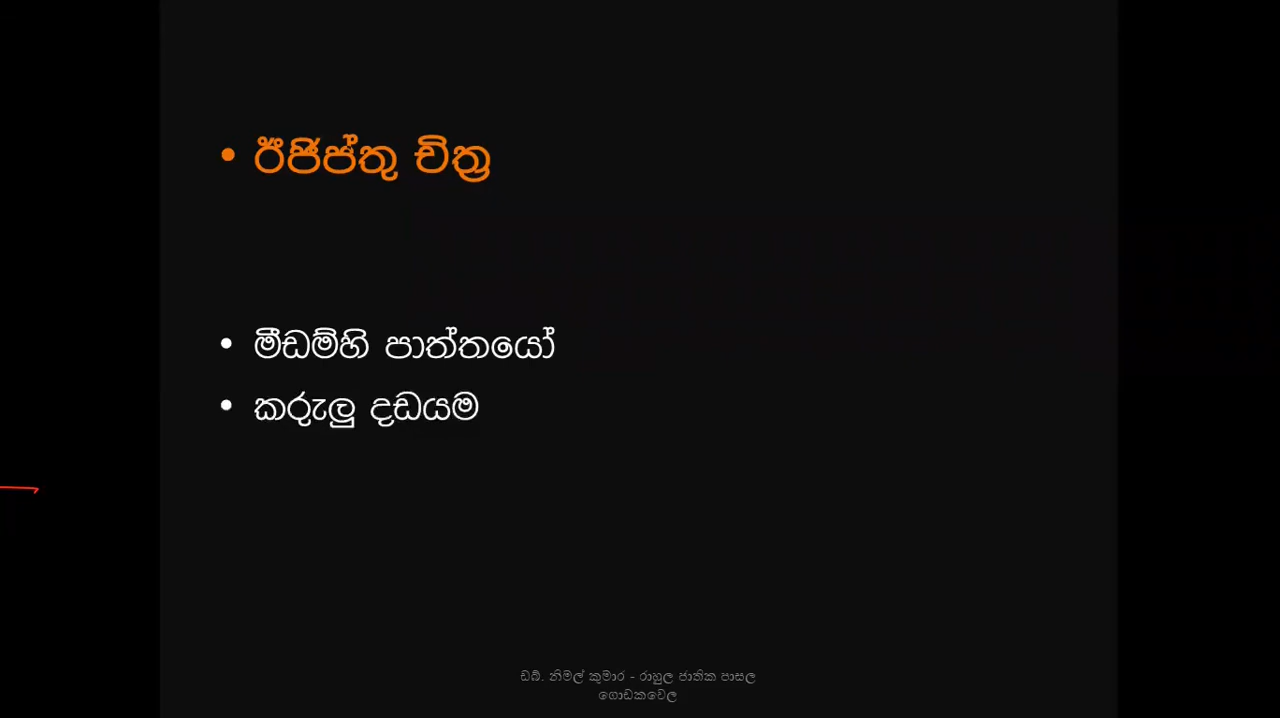 • ඊජිප්තු චිත්‍ර
• මීඩම්හි පාත්තයෝ
• කරුලු දඩයම
ඩබ්. නිමල් කුමාර - රාහුල ජාතික පාසල
ගොඩකවෙල